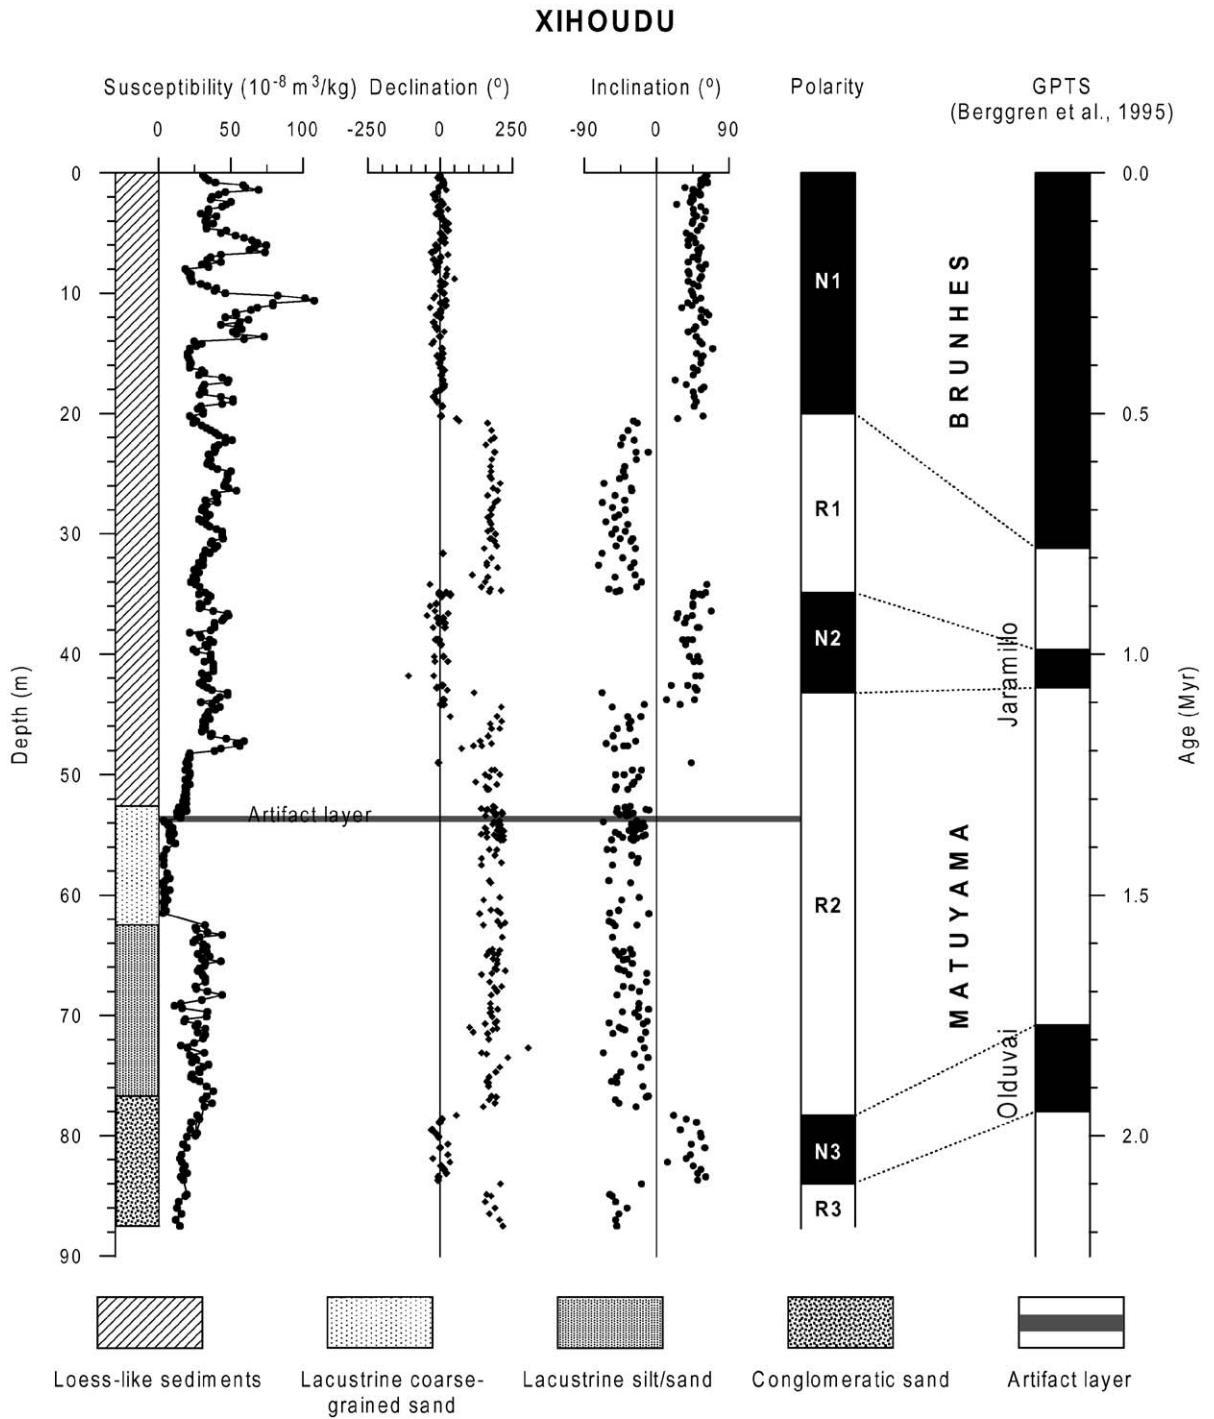 XIHOUDU
Susceptibility (10-8 m3/kg) Declination (º) Inclination (º) Polarity GPTS
(Berggren et al., 1995)
0 50 100 -250 0 250 -90 0 90
0 0.0
10 N1 BRUNHES
20 0.5
30 R1
40 N2 Jaramillo 1.0
50
Artifact layer
60 R2 MATUYAMA 1.5
70 Olduvai
80 N3 2.0
R3
90
Depth (m)
Age (Myr)
Loess-like sediments
Lacustrine coarse-
grained sand
Lacustrine silt/sand
Conglomeratic sand
Artifact layer